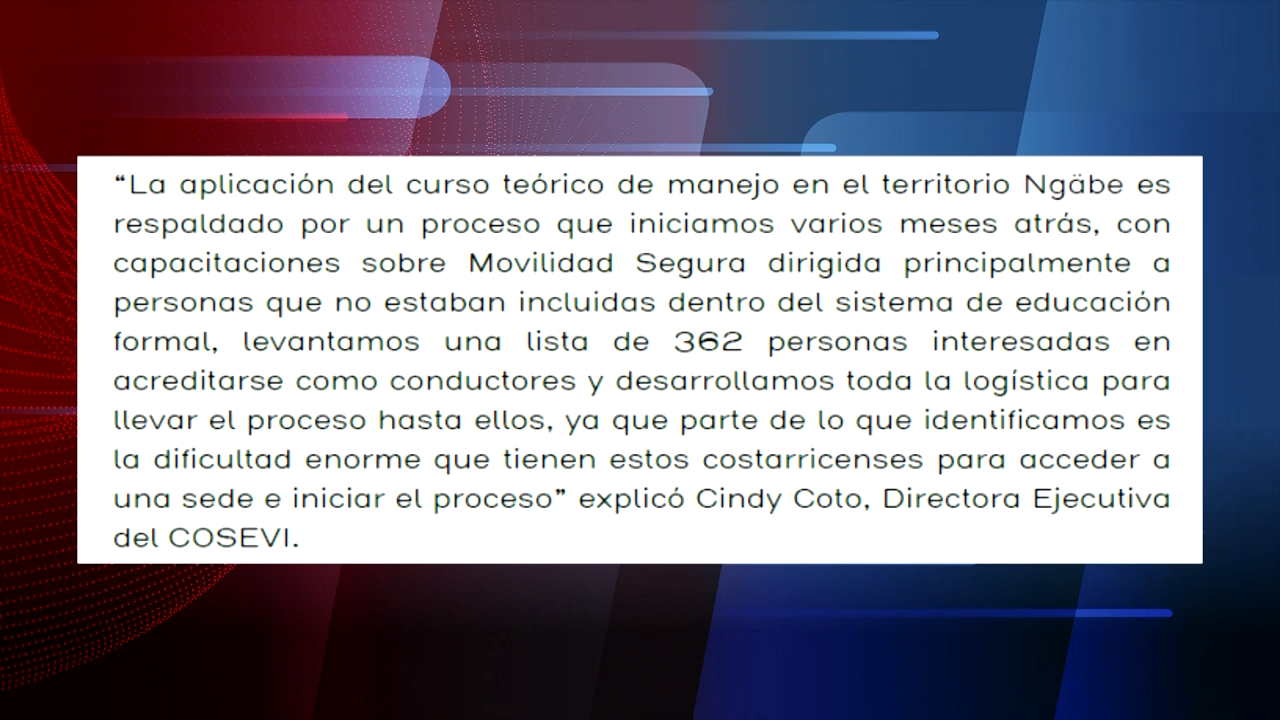 “La aplicación del curso teórico de manejo en el territorio Ngäbe es
respaldado por un proceso que iniciamos varios meses atrás, con
capacitaciones sobre Movilidad Segura dirigida principalmente a
personas que no estaban incluidas dentro del sistema de educación
formal, levantamos una lista de 362 personas interesadas en
acreditarse como conductores y desarrollamos toda la logística para
llevar el proceso hasta ellos, ya que parte de lo que identificamos es
la dificultad enorme que tienen estos costarricenses para acceder a
una sede e iniciar el proceso” explicó Cindy Coto, Directora Ejecutiva
del COSEVI.